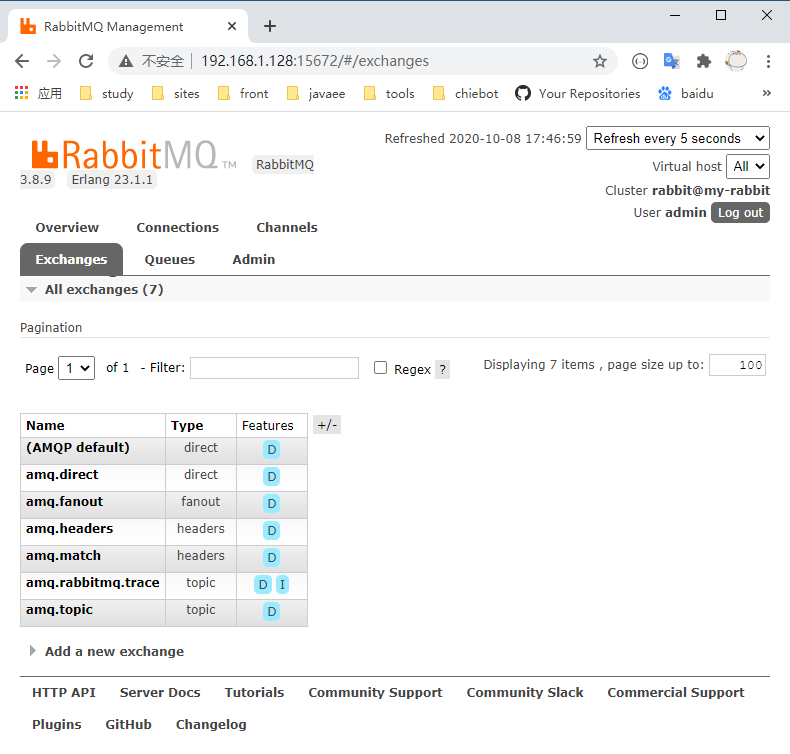 RabbitMQ Management
不安全 192.168.1.128:15672/#/exchanges
应用 study sites front javaee tools chiebot Your Repositories baidu »
Refreshed 2020-10-08 17:46:59 Refresh every 5 seconds
RabbitMQ TM RabbitMQ
Virtual host All
3.8.9 Erlang 23.1.1
Cluster rabbit@my-rabbit
User admin Log out
Overview Connections Channels
Exchanges Queues Admin
All exchanges (7)
Pagination
Page 1 of 1 - Filter: Regex ? Displaying 7 items , page size up to: 100
Name Type Features +/-
(AMQP default) direct D
amq.direct direct D
amq.fanout fanout D
amq.headers headers D
amq.match headers D
amq.rabbitmq.trace topic D I
amq.topic topic D
Add a new exchange
HTTP API Server Docs Tutorials Community Support Community Slack Commercial Support
Plugins GitHub Changelog